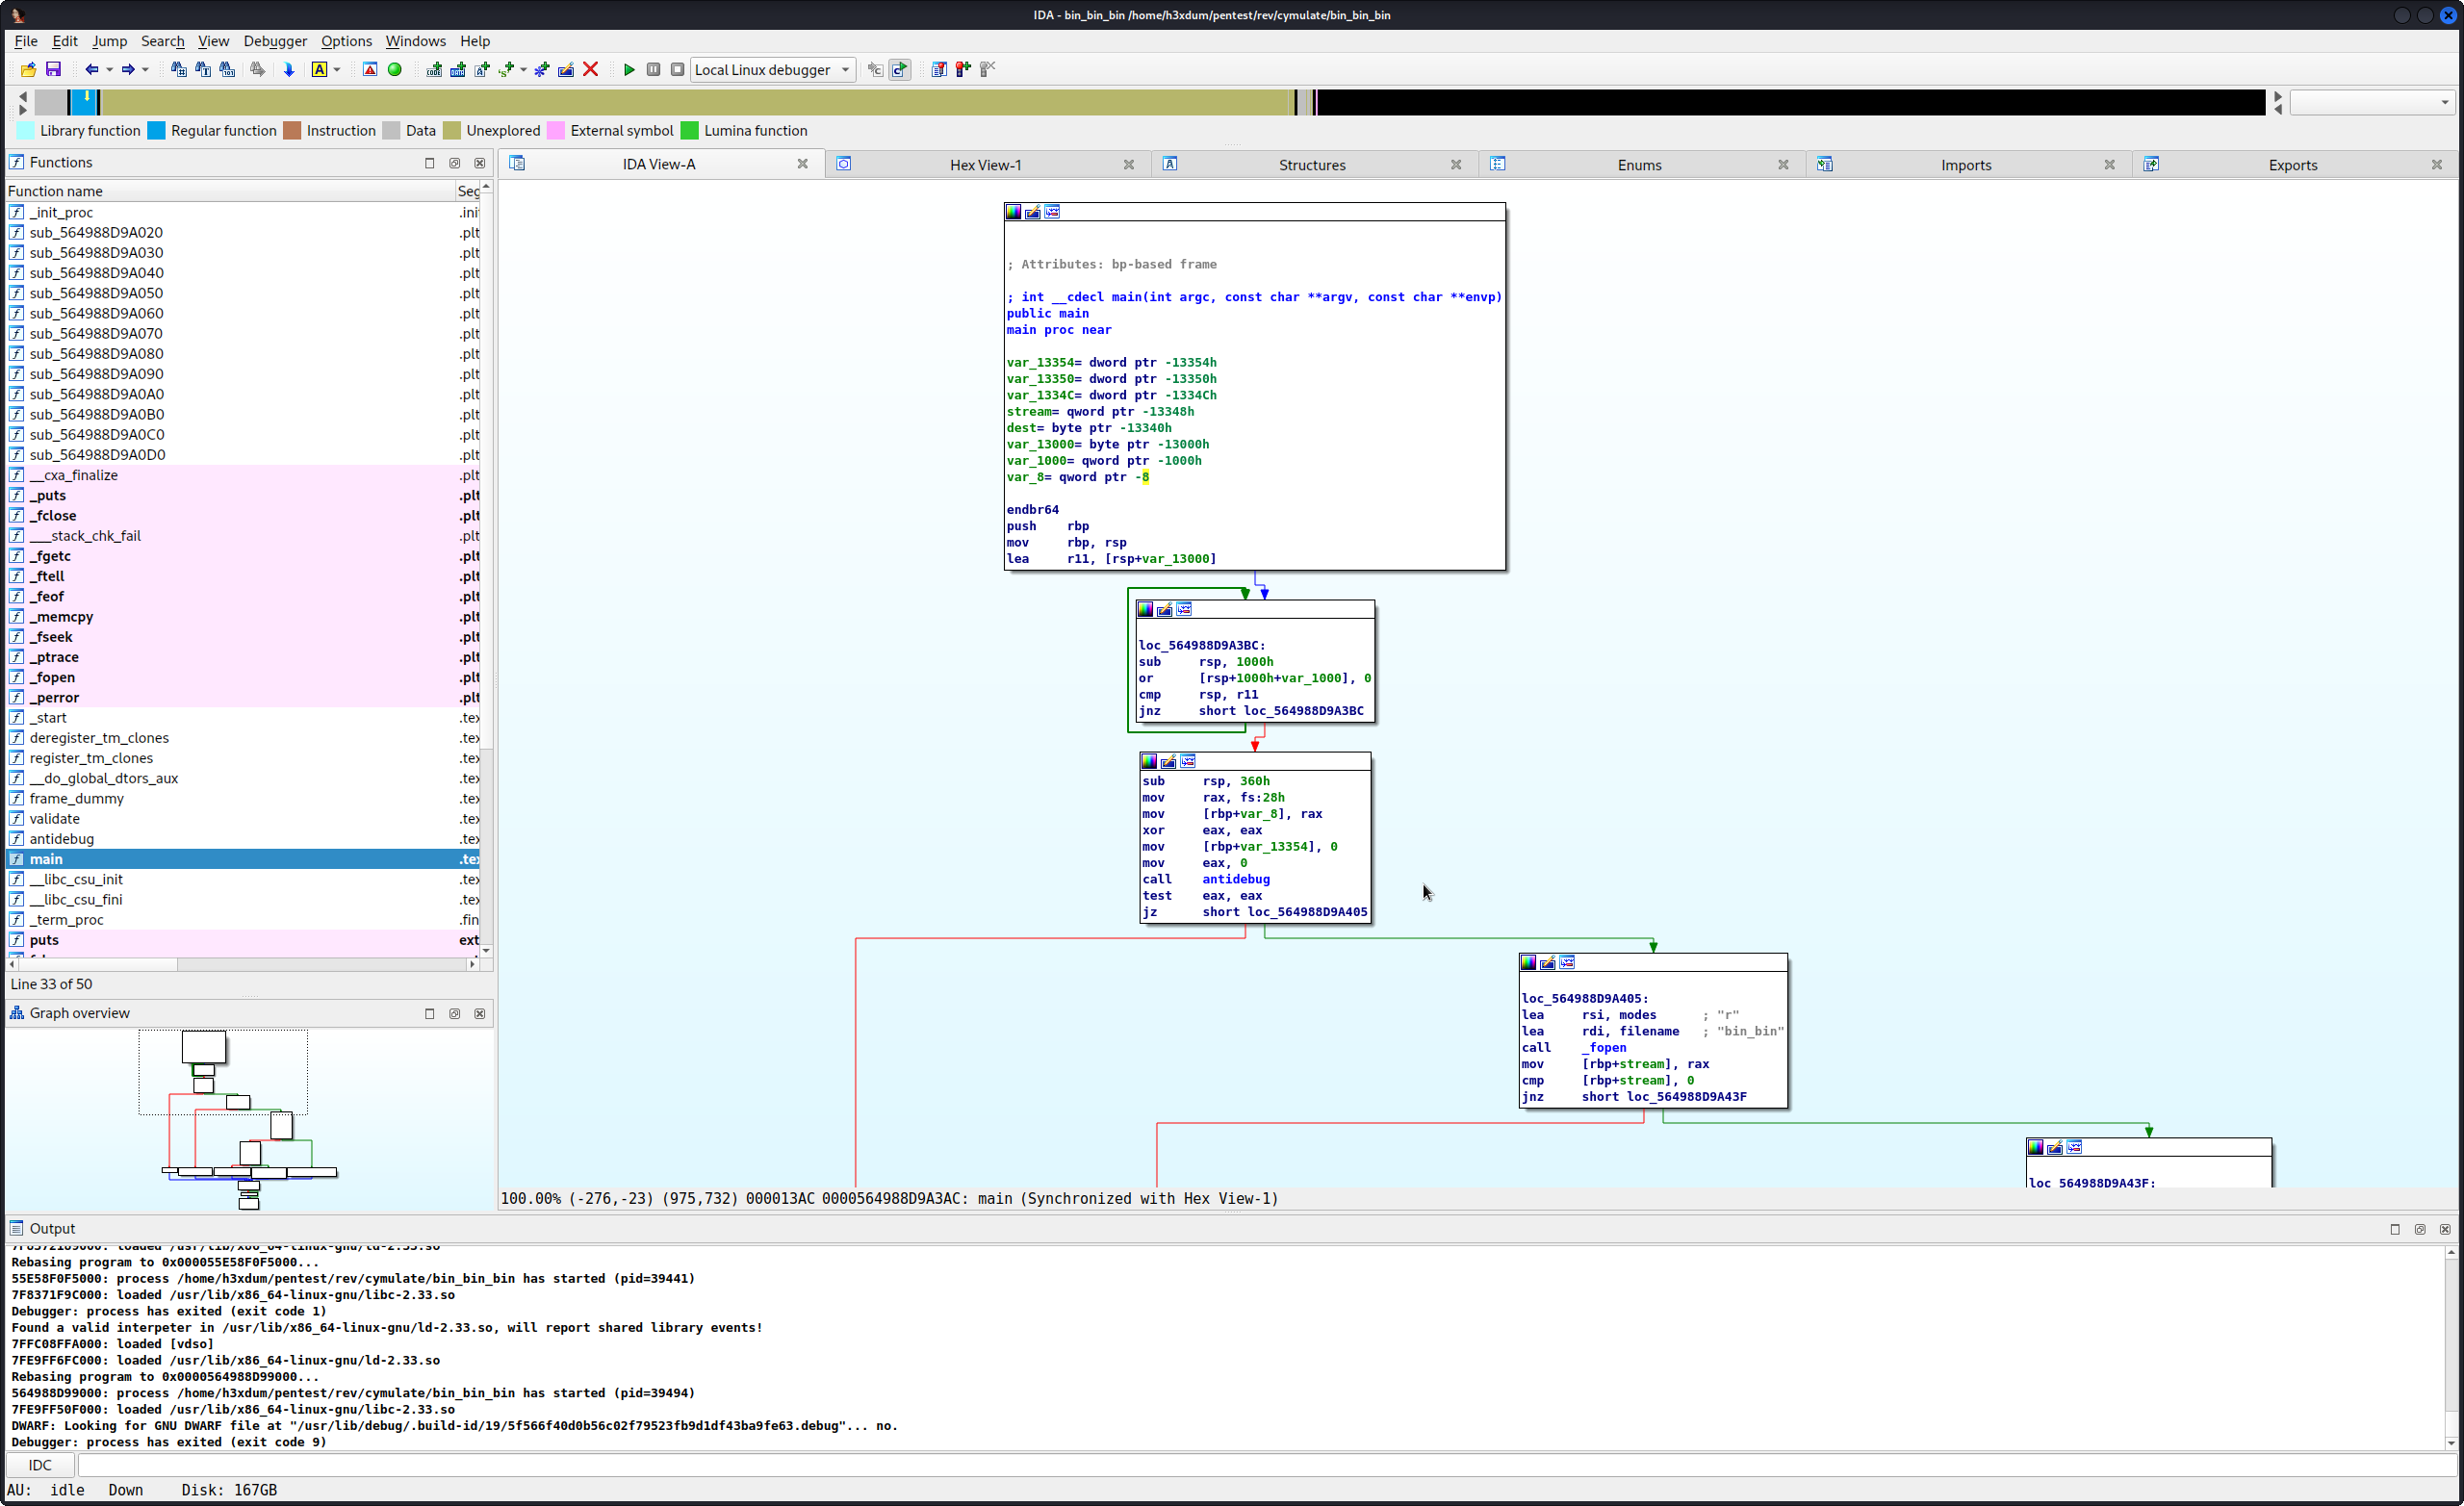 IDA - bin_bin_bin /home/h3xdum/pentest/rev/cymulate/bin_bin_bin
File Edit Jump Search View Debugger Options Windows Help
Local Linux debugger
Library function Regular function Instruction Data Unexplored External symbol Lumina function
Functions
Function name Seg
_init_proc .init
sub_564988D9A020 .plt
sub_564988D9A030 .plt
sub_564988D9A040 .plt
sub_564988D9A050 .plt
sub_564988D9A060 .plt
sub_564988D9A070 .plt
sub_564988D9A080 .plt
sub_564988D9A090 .plt
sub_564988D9A0A0 .plt
sub_564988D9A0B0 .plt
sub_564988D9A0C0 .plt
sub_564988D9A0D0 .plt
__cxa_finalize .plt
_puts .plt
_fclose .plt
___stack_chk_fail .plt
_fgetc .plt
_ftell .plt
_feof .plt
_memcpy .plt
_fseek .plt
_ptrace .plt
_fopen .plt
_perror .plt
_start .tex
deregister_tm_clones .tex
register_tm_clones .tex
__do_global_dtors_aux .tex
frame_dummy .tex
validate .tex
antidebug .tex
main .tex
__libc_csu_init .tex
__libc_csu_fini .tex
_term_proc .fin
puts ext
Line 33 of 50
Graph overview
IDA View-A Hex View-1 Structures Enums Imports Exports
; Attributes: bp-based frame
; int __cdecl main(int argc, const char **argv, const char **envp)
public main
main proc near
var_13354= dword ptr -13354h
var_13350= dword ptr -13350h
var_1334C= dword ptr -1334Ch
stream= qword ptr -13348h
dest= byte ptr -13340h
var_13000= byte ptr -13000h
var_1000= qword ptr -1000h
var_8= qword ptr -8
endbr64
push rbp
mov rbp, rsp
lea r11, [rsp+var_13000]
loc_564988D9A3BC:
sub rsp, 1000h
or [rsp+1000h+var_1000], 0
cmp rsp, r11
jnz short loc_564988D9A3BC
sub rsp, 360h
mov rax, fs:28h
mov [rbp+var_8], rax
xor eax, eax
mov [rbp+var_13354], 0
mov eax, 0
call antidebug
test eax, eax
jz short loc_564988D9A405
loc_564988D9A405:
lea rsi, modes ; "r"
lea rdi, filename ; "bin_bin"
call _fopen
mov [rbp+stream], rax
cmp [rbp+stream], 0
jnz short loc_564988D9A43F
loc_564988D9A43F:
100.00% (-276,-23) (975,732) 000013AC 0000564988D9A3AC: main (Synchronized with Hex View-1)
Output
7F8372189000: loaded /usr/lib/x86_64-linux-gnu/ld-2.33.so
Rebasing program to 0x000055E58F0F5000...
55E58F0F5000: process /home/h3xdum/pentest/rev/cymulate/bin_bin_bin has started (pid=39441)
7F8371F9C000: loaded /usr/lib/x86_64-linux-gnu/libc-2.33.so
Debugger: process has exited (exit code 1)
Found a valid interpeter in /usr/lib/x86_64-linux-gnu/ld-2.33.so, will report shared library events!
7FFC08FFA000: loaded [vdso]
7FE9FF6FC000: loaded /usr/lib/x86_64-linux-gnu/ld-2.33.so
Rebasing program to 0x0000564988D99000...
564988D99000: process /home/h3xdum/pentest/rev/cymulate/bin_bin_bin has started (pid=39494)
7FE9FF50F000: loaded /usr/lib/x86_64-linux-gnu/libc-2.33.so
DWARF: Looking for GNU DWARF file at "/usr/lib/debug/.build-id/19/5f566f40d0b56c02f79523fb9d1df43ba9fe63.debug"... no.
Debugger: process has exited (exit code 9)
IDC
AU: idle Down Disk: 167GB